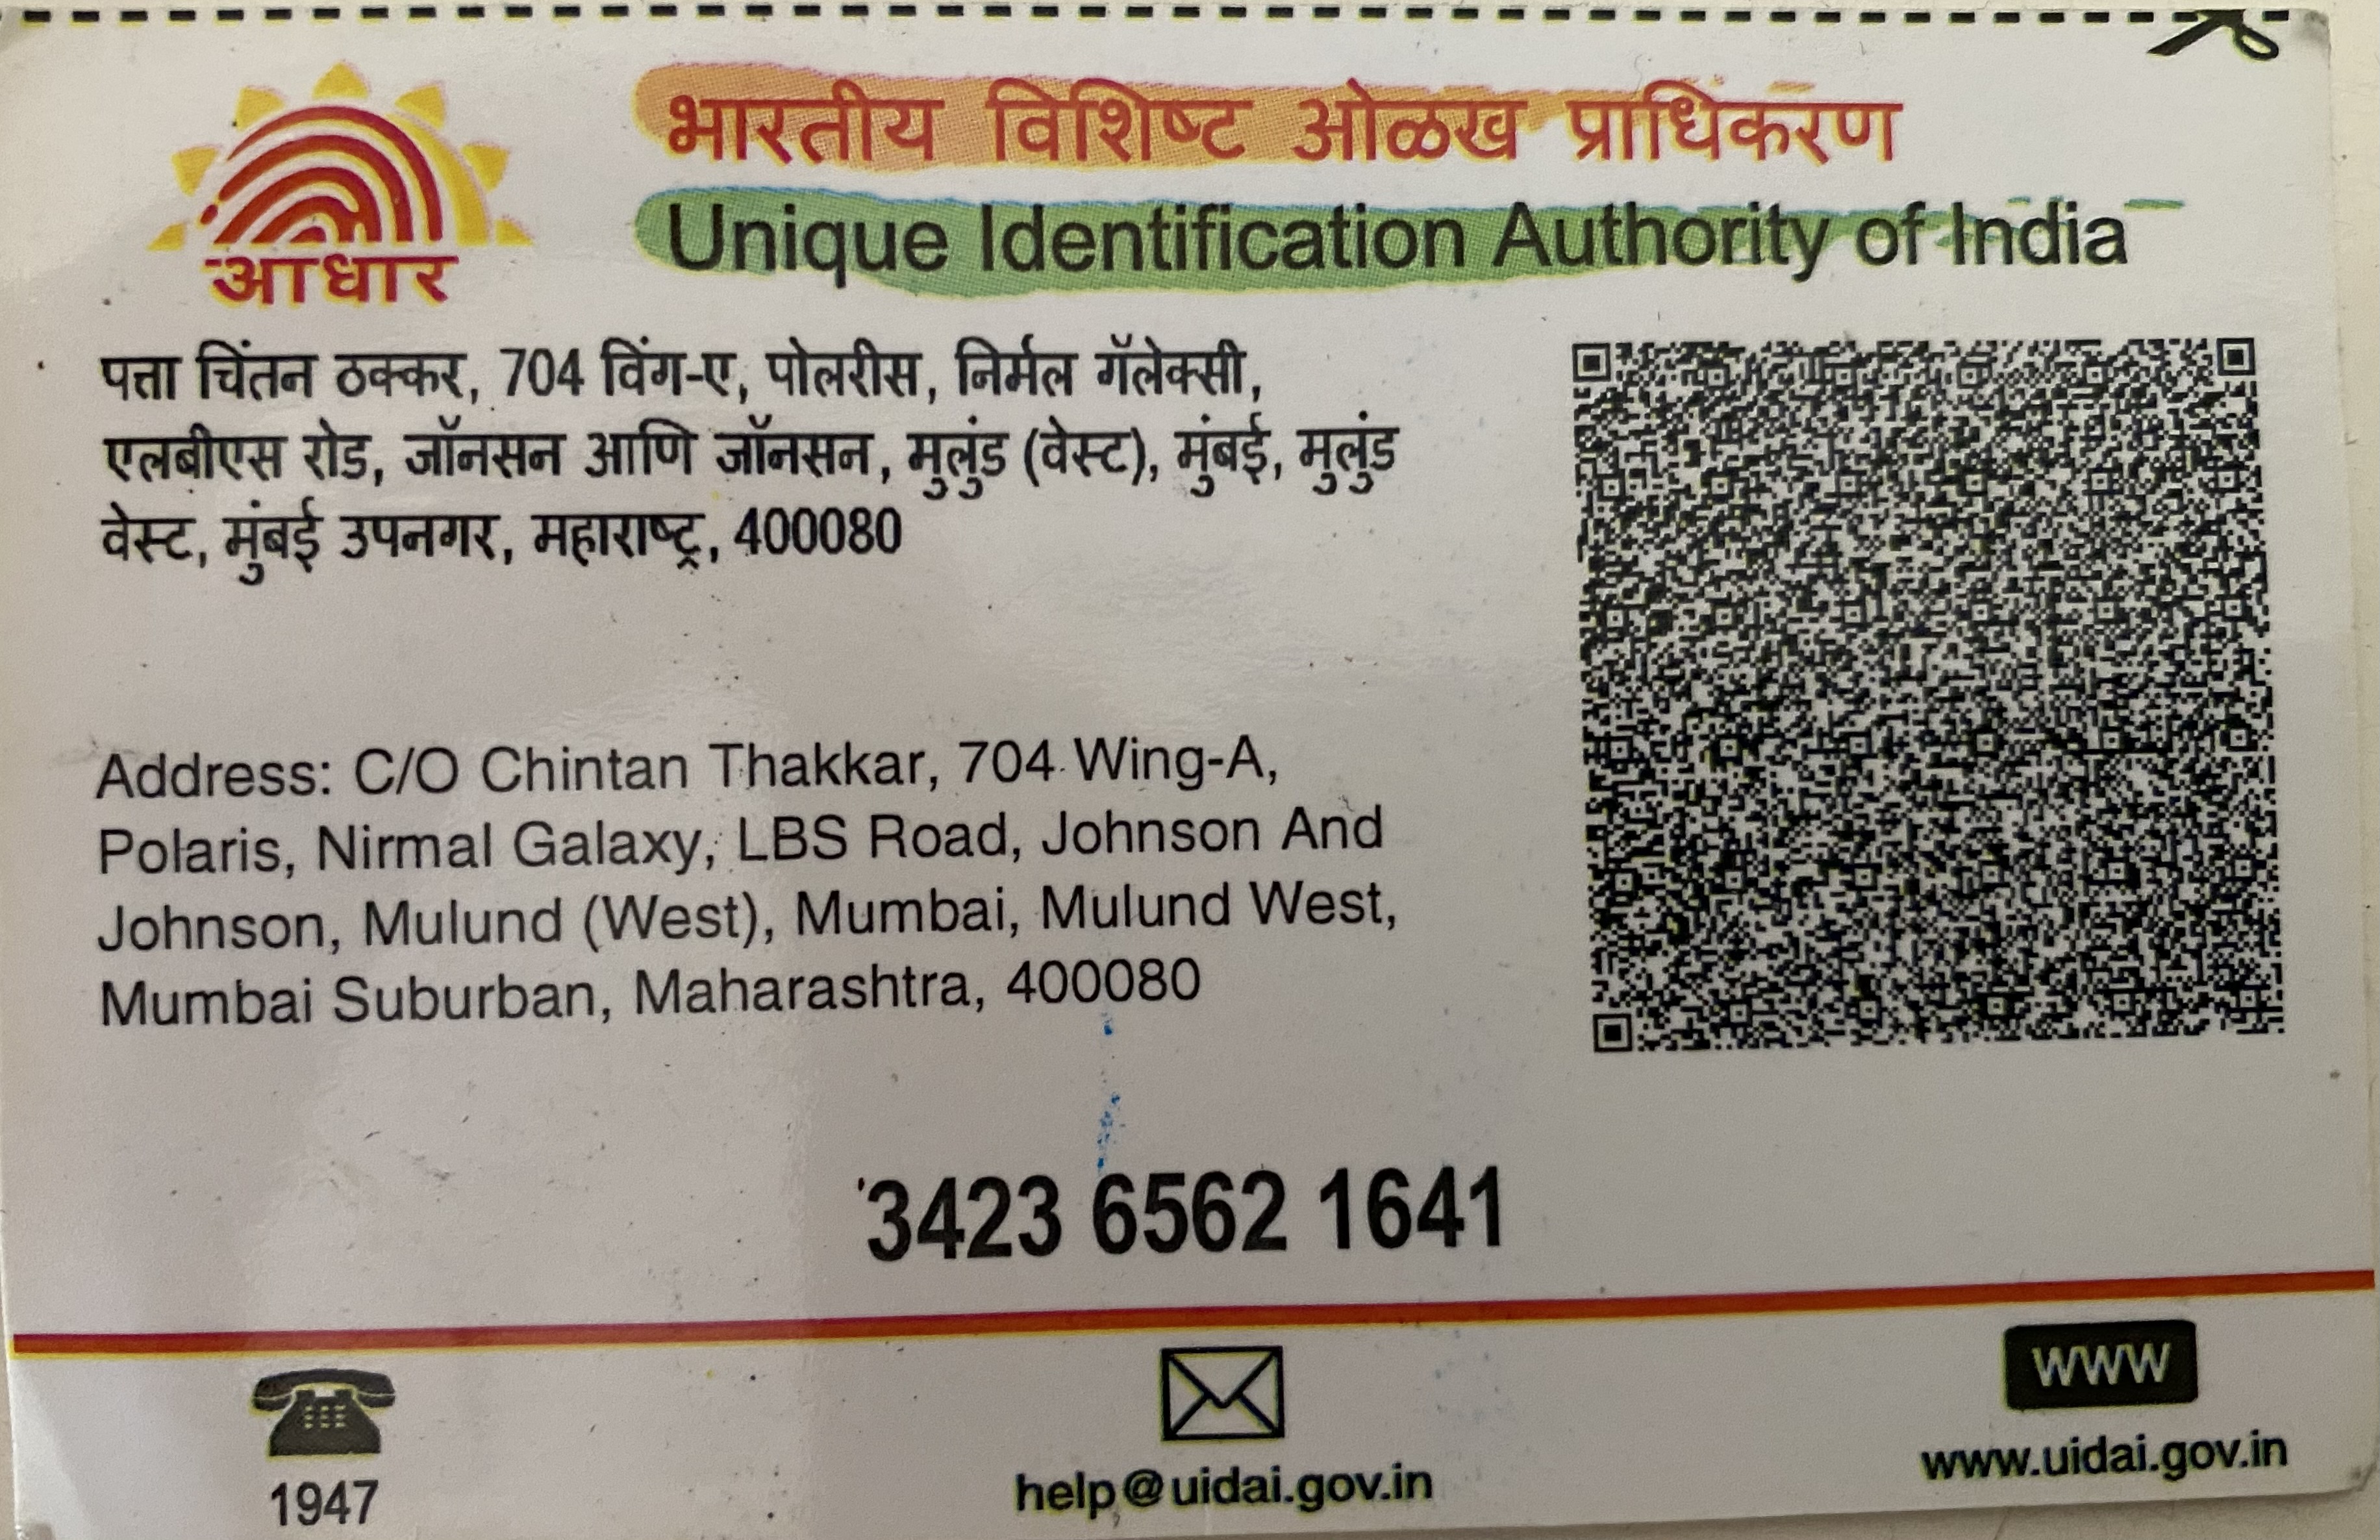 आधार
भारतीय विशिष्ट ओळख प्राधिकरण
Unique Identification Authority of India
पत्ता चिंतन ठक्कर, 704 विंग-ए, पोलरीस, निर्मल गॅलेक्सी,
एलबीएस रोड, जॉनसन आणि जॉनसन, मुलुंड (वेस्ट), मुंबई, मुलुंड
वेस्ट, मुंबई उपनगर, महाराष्ट्र, 400080
Address: C/O Chintan Thakkar, 704 Wing-A,
Polaris, Nirmal Galaxy, LBS Road, Johnson And
Johnson, Mulund (West), Mumbai, Mulund West,
Mumbai Suburban, Maharashtra, 400080
3423 6562 1641
1947
help@uidai.gov.in
WWW
www.uidai.gov.in